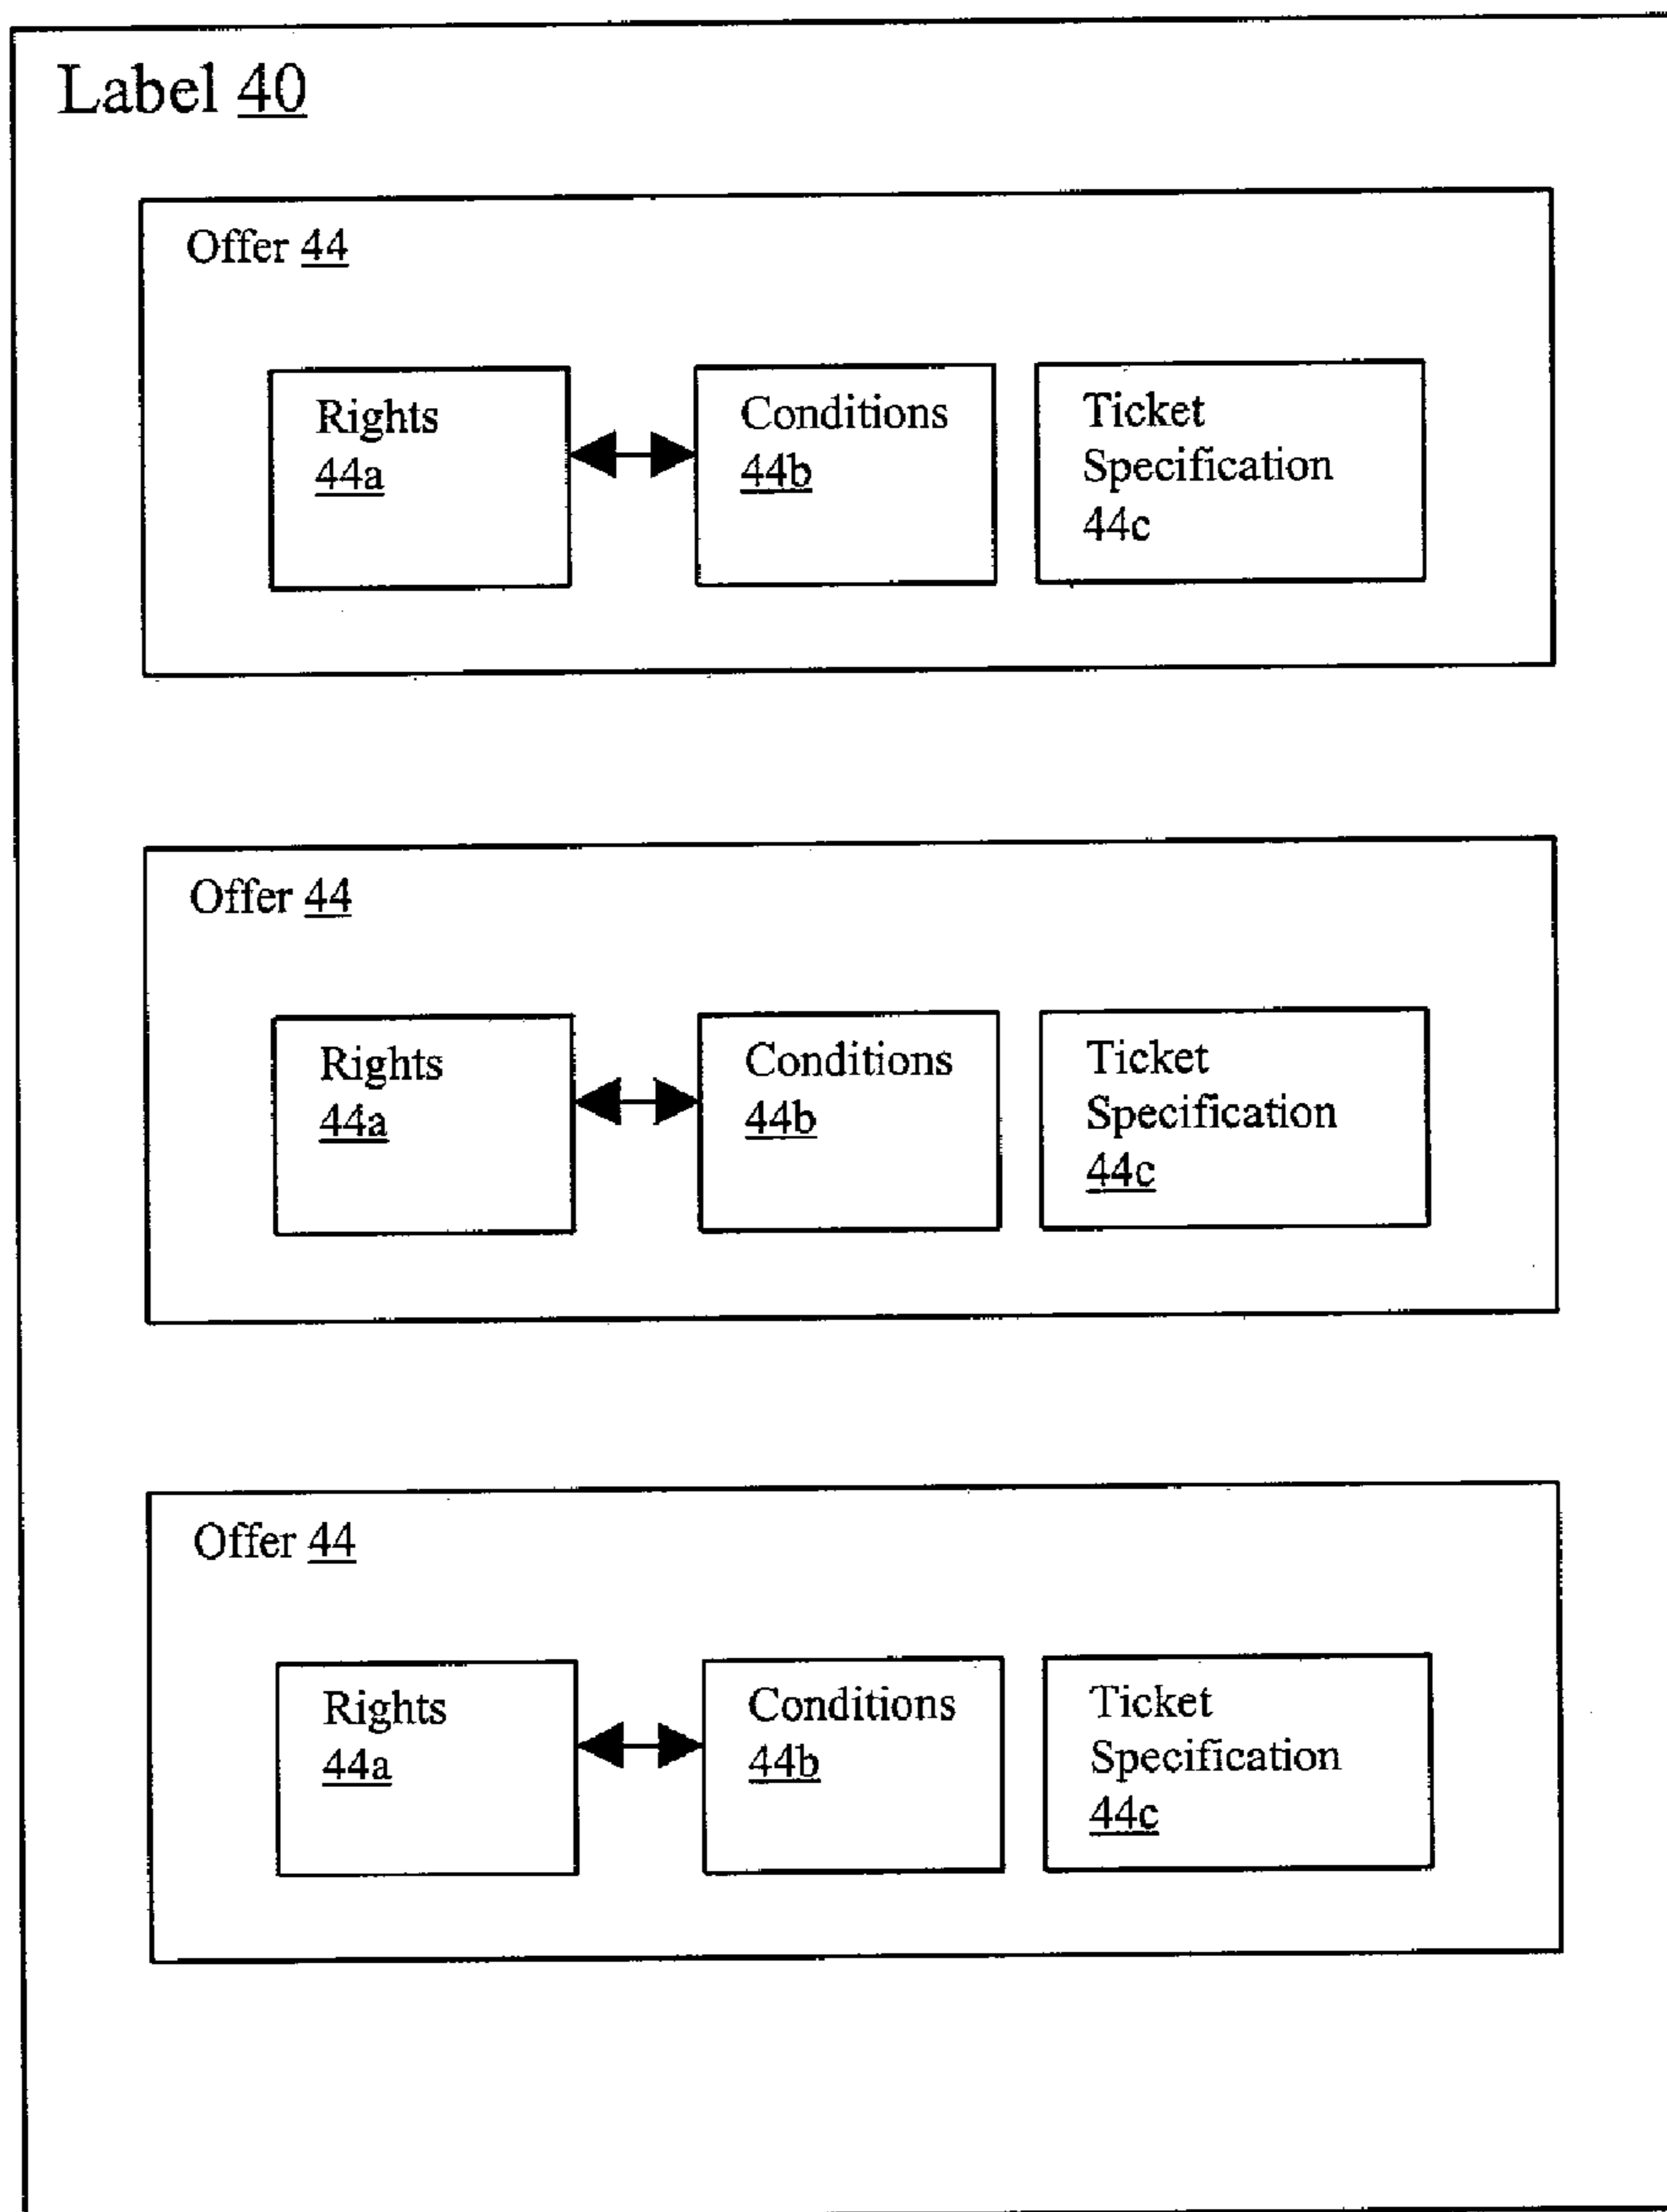 Label 40
Offer 44
Rights
44a
Conditions
44b
Ticket
Specification
44c
Offer 44
Rights
44a
Conditions
44b
Ticket
Specification
44c
Offer 44
Rights
44a
Conditions
44b
Ticket
Specification
44c